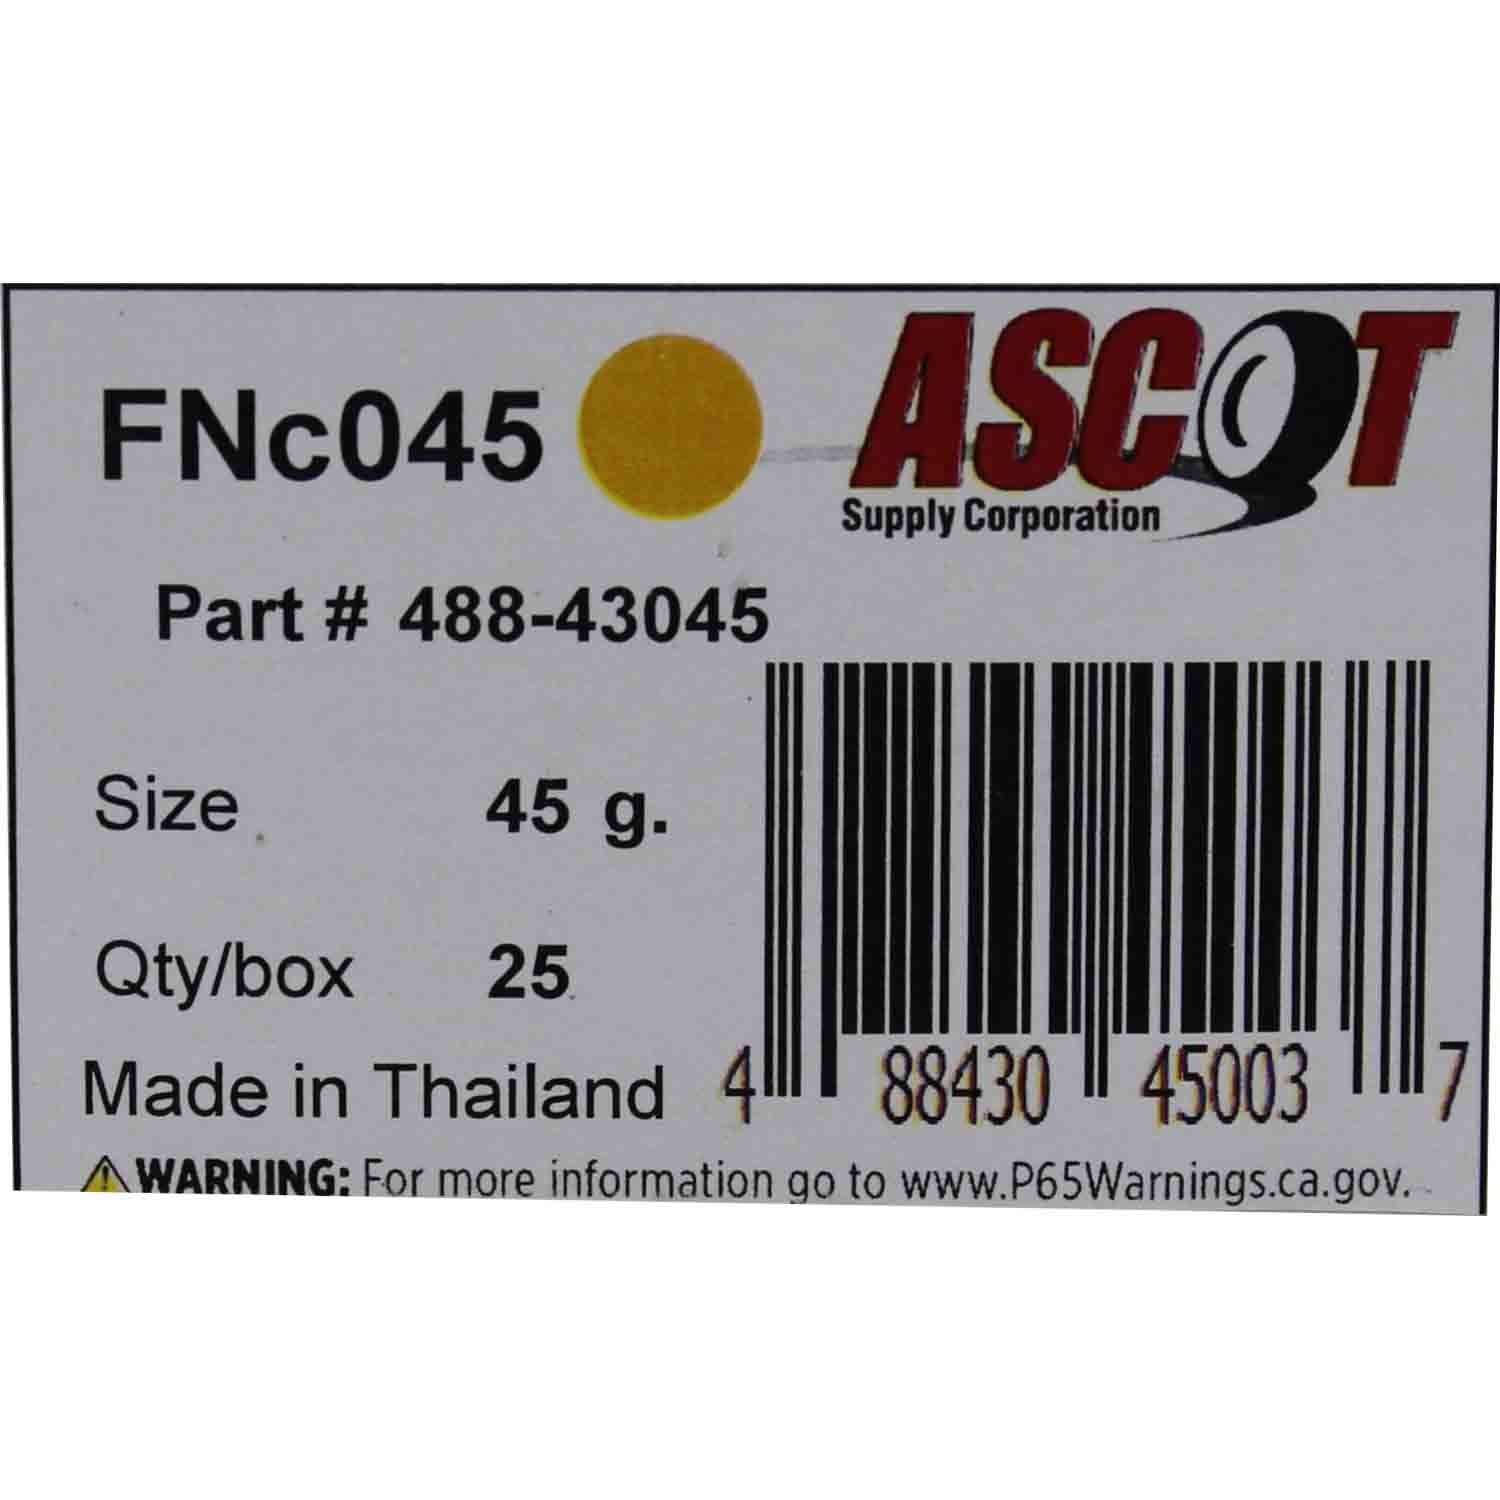 FNc045
ASCOT
Supply Corporation
Part # 488-43045
Size 45 g.
Qty/box 25
Made in Thailand
4 88430 45003 7
WARNING: For more information go to www.P65Warnings.ca.gov.